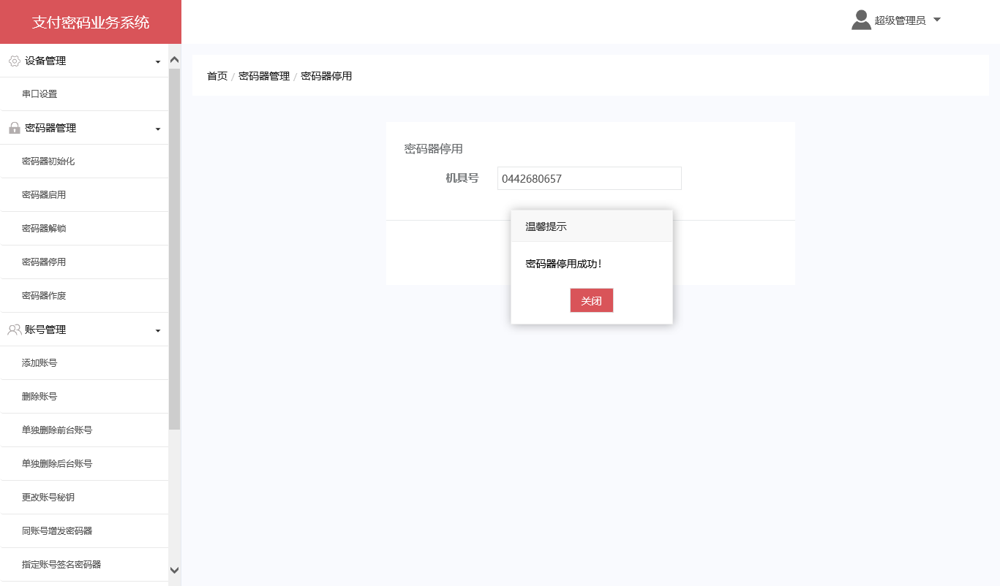 支付密码业务系统
超级管理员
设备管理
串口设置
密码器管理
密码器初始化
密码器启用
密码器解锁
密码器停用
密码器作废
账号管理
添加账号
删除账号
单独删除前台账号
单独删除后台账号
更改账号秘钥
同账号增发密码器
指定账号签名密码器
首页 / 密码器管理 / 密码器停用
密码器停用
机具号 0442680657
温馨提示
密码器停用成功！
关闭